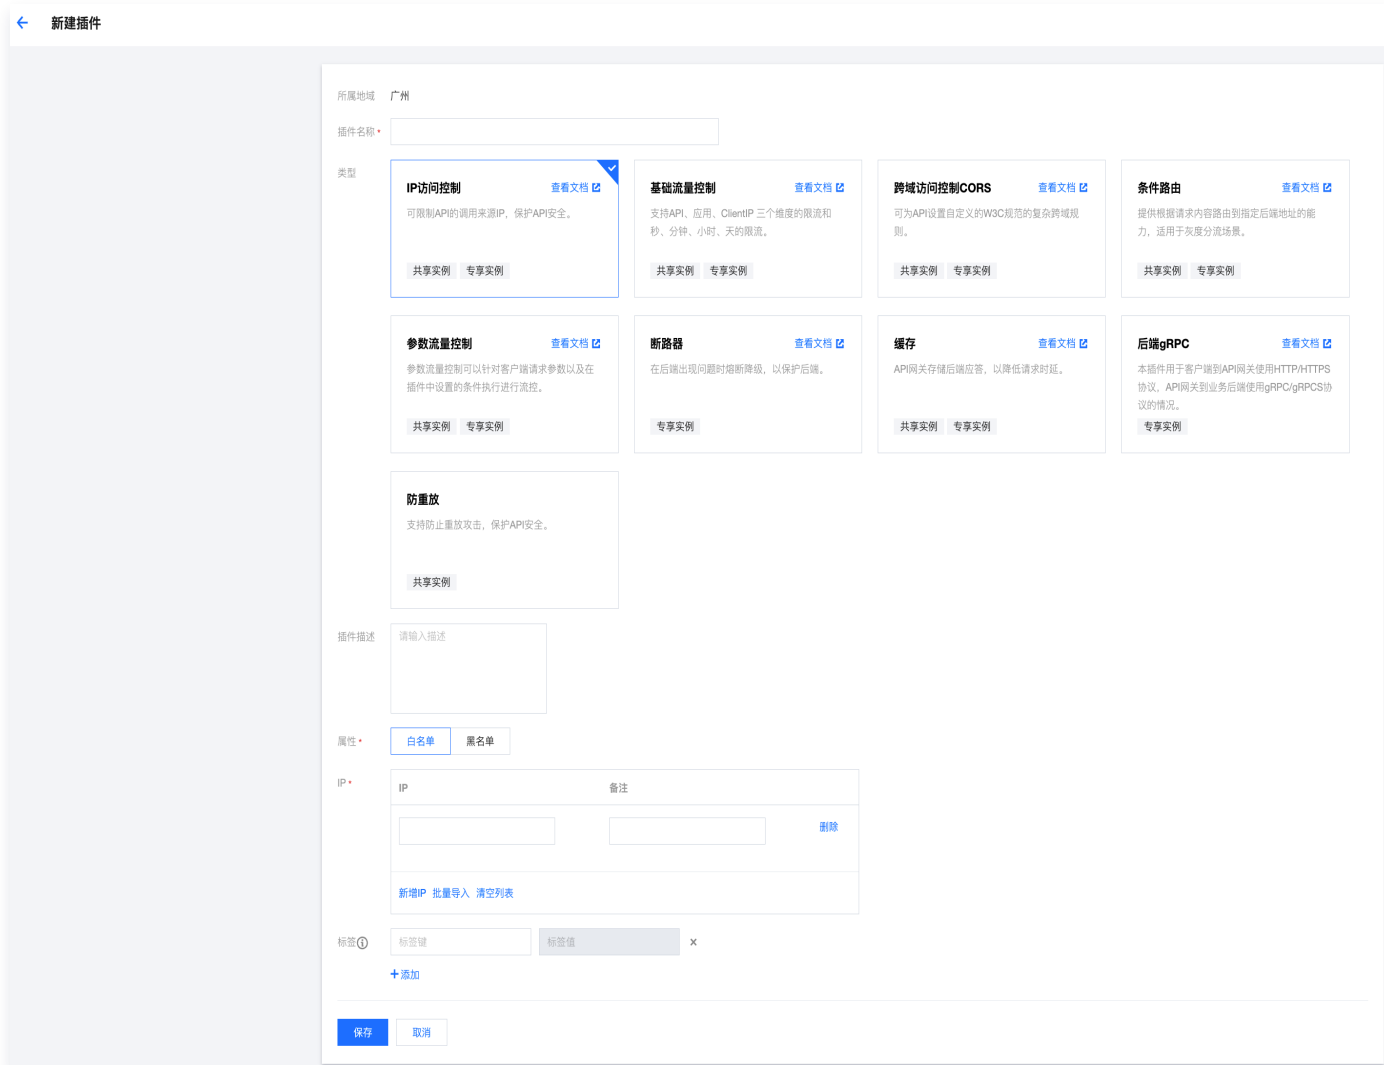 新建插件
所属地域 广州
插件名称 *
类型
IP访问控制 查看文档
可限制API的调用来源IP，保护API安全。
共享实例 专享实例
基础流量控制 查看文档
支持API、应用、ClientIP 三个维度的限流和
秒、分钟、小时、天的限流。
共享实例 专享实例
跨域访问控制CORS 查看文档
可为API设置自定义的W3C规范的复杂跨域规
则。
共享实例 专享实例
条件路由 查看文档
提供根据请求内容路由到指定后端地址的能
力，适用于灰度分流场景。
共享实例 专享实例
参数流量控制 查看文档
参数流量控制可以针对客户端请求参数以及在
插件中设置的条件执行进行流控。
共享实例 专享实例
断路器 查看文档
在后端出现问题时熔断降级，以保护后端。
专享实例
缓存 查看文档
API网关存储后端应答，以降低请求时延。
共享实例 专享实例
后端gRPC 查看文档
本插件用于客户端到API网关使用HTTP/HTTPS
协议，API网关到业务后端使用gRPC/gRPCS协
议的情况。
专享实例
防重放
支持防止重放攻击，保护API安全。
共享实例
插件描述 请输入描述
属性 * 白名单 黑名单
IP *
IP 备注
删除
新增IP 批量导入 清空列表
标签 标签键 标签值
+添加
保存 取消